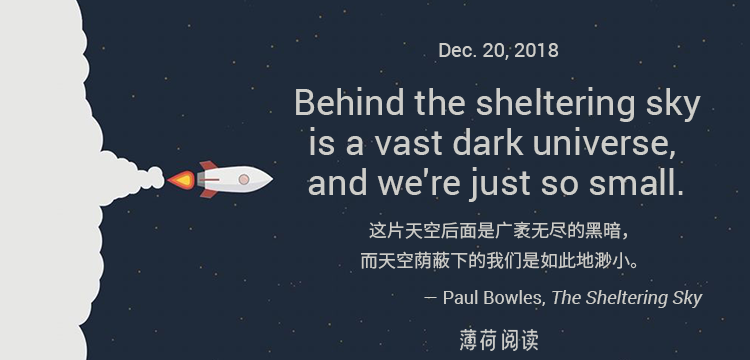 Dec. 20, 2018
Behind the sheltering sky
is a vast dark universe,
and we're just so small.
这片天空后面是广袤无尽的黑暗，
而天空荫蔽下的我们是如此地渺小。
— Paul Bowles, The Sheltering Sky
薄荷阅读